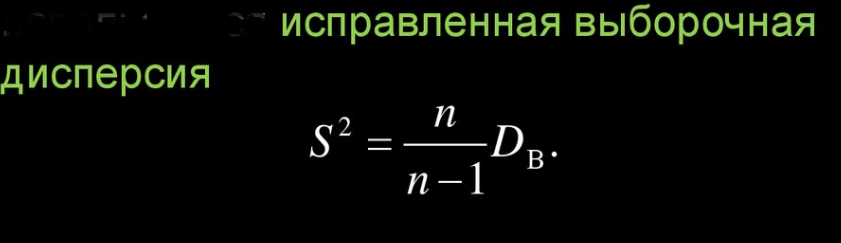 исправленная выборочная
дисперсия
S² = n/(n−1) D_В.